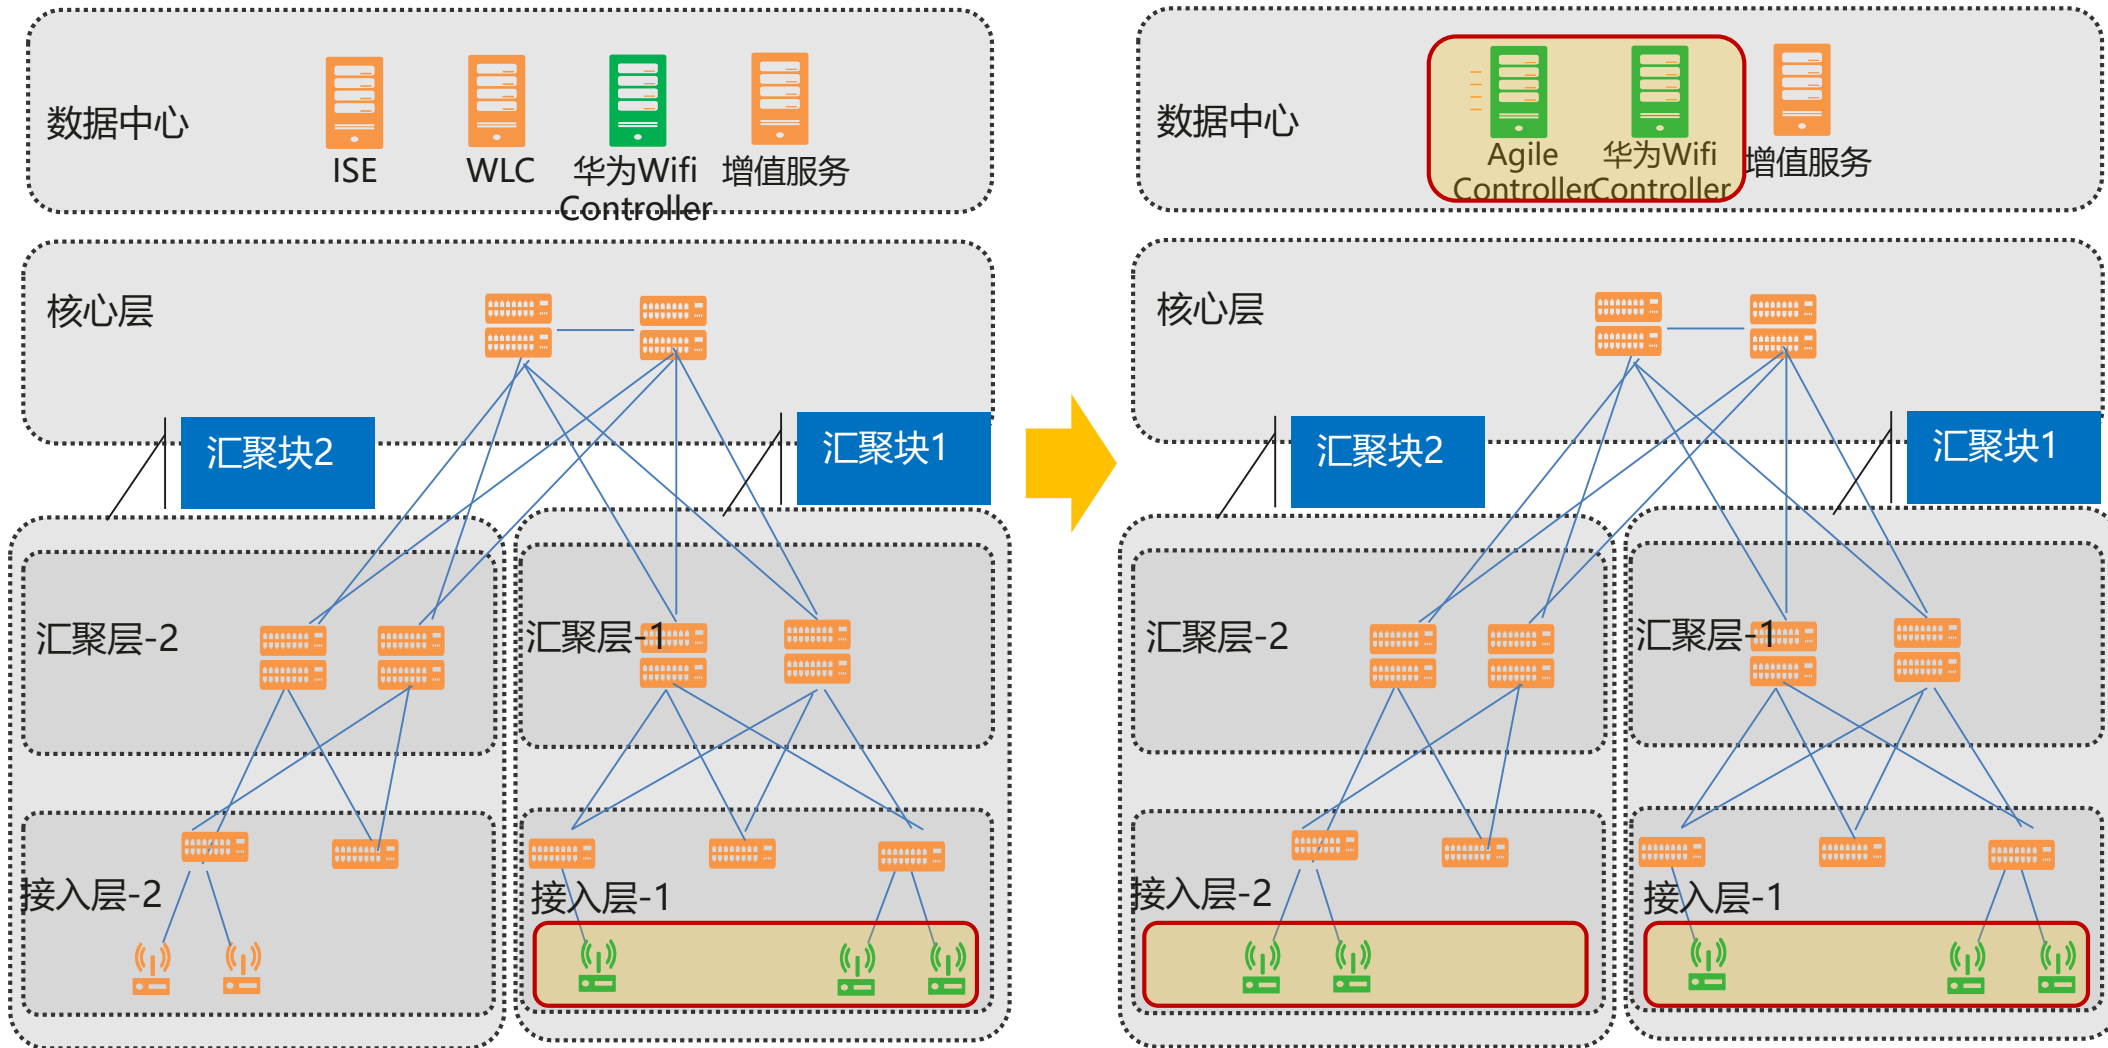 数据中心
ISE
WLC
华为Wifi
Controller
增值服务
核心层
汇聚块2
汇聚块1
汇聚层-2
汇聚层-1
接入层-2
接入层-1
数据中心
Agile
Controller
华为Wifi
Controller
增值服务
核心层
汇聚块2
汇聚块1
汇聚层-2
汇聚层-1
接入层-2
接入层-1